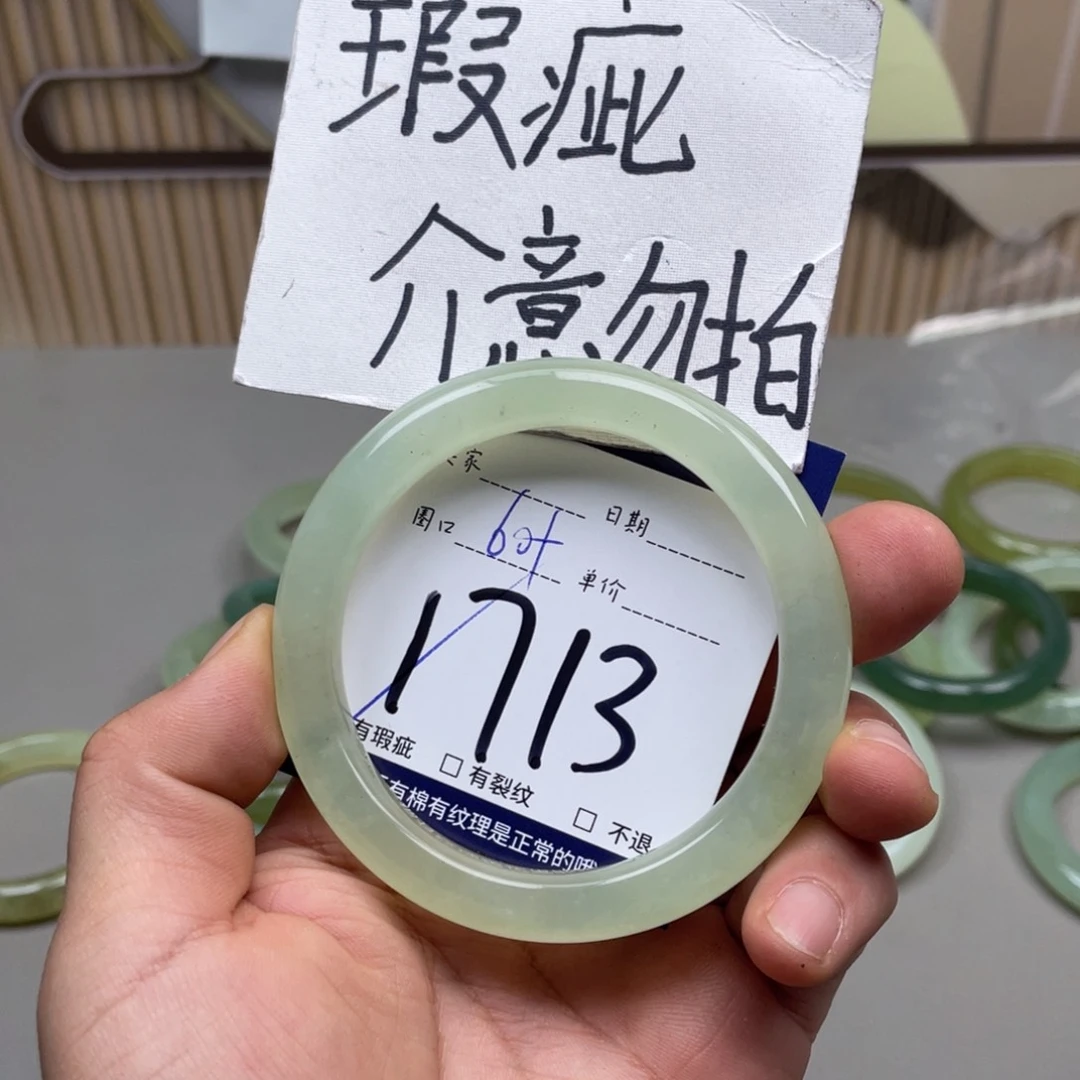 瑕疵
介意勿拍
家 日期
圈口 单价
1713
有瑕疵 □ 有裂纹 □ 不退
有棉有纹理是正常的哦